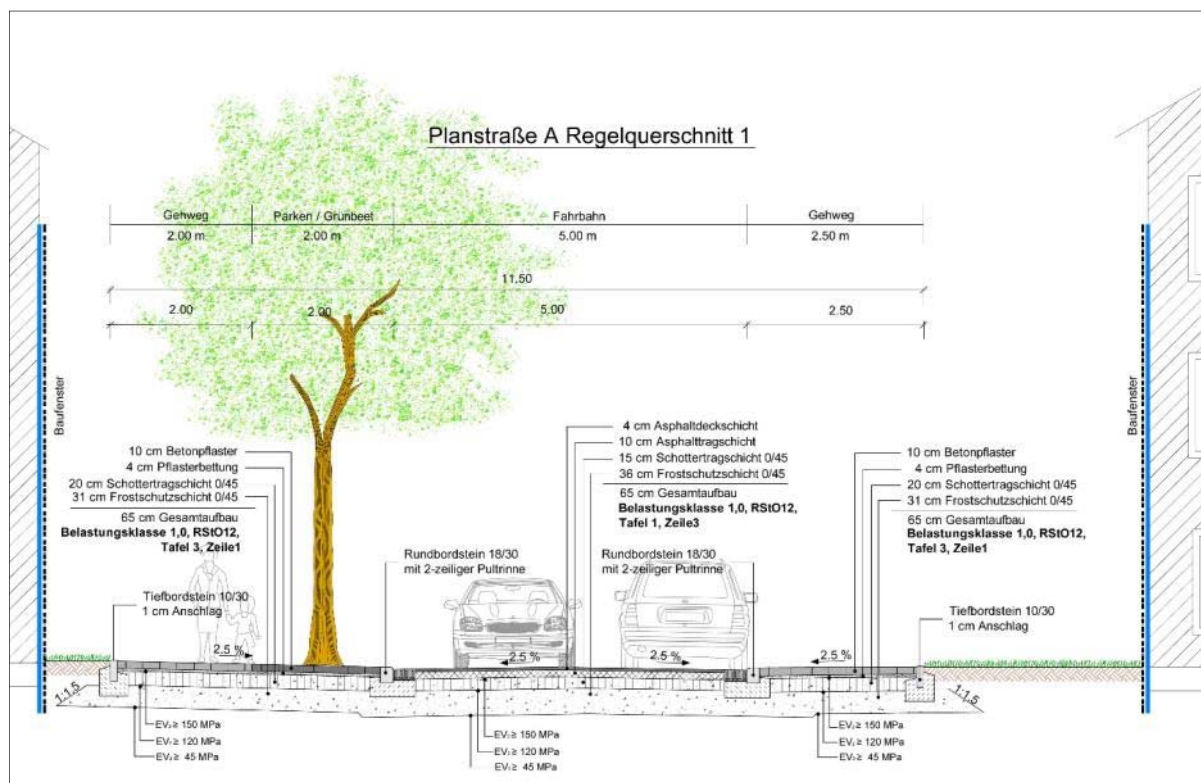 Planstraße A Regelquerschnitt 1
Gehweg
Parken / Grünbeet
Fahrbahn
Gehweg
2.00 m
2.00 m
5.00 m
2.50 m
11.50
2.00
2.00
5.00
2.50
Baufenster
Baufenster
10 cm Betonpflaster
4 cm Pflasterbettung
20 cm Schottertragschicht 0/45
31 cm Frostschutzschicht 0/45
65 cm Gesamtaufbau
Belastungsklasse 1,0, RStO12,
Tafel 3, Zeile1
4 cm Asphaltdeckschicht
10 cm Asphalttragschicht
15 cm Schottertragschicht 0/45
36 cm Frostschutzschicht 0/45
65 cm Gesamtaufbau
Belastungsklasse 1,0, RStO12,
Tafel 1, Zeile3
10 cm Betonpflaster
4 cm Pflasterbettung
20 cm Schottertragschicht 0/45
31 cm Frostschutzschicht 0/45
65 cm Gesamtaufbau
Belastungsklasse 1,0, RStO12,
Tafel 3, Zeile1
Rundbordstein 18/30
mit 2-zeiliger Pultrinne
Rundbordstein 18/30
mit 2-zeiliger Pultrinne
Tiefbordstein 10/30
1 cm Anschlag
Tiefbordstein 10/30
1 cm Anschlag
2.5 %
2.5 %
2.5 %
2.5 %
1:1.5
1:1.5
EV₂ ≥ 150 MPa
EV₂ ≥ 120 MPa
EV₂ ≥ 45 MPa
EV₂ ≥ 150 MPa
EV₂ ≥ 120 MPa
EV₂ ≥ 45 MPa
EV₂ ≥ 150 MPa
EV₂ ≥ 120 MPa
EV₂ ≥ 45 MPa